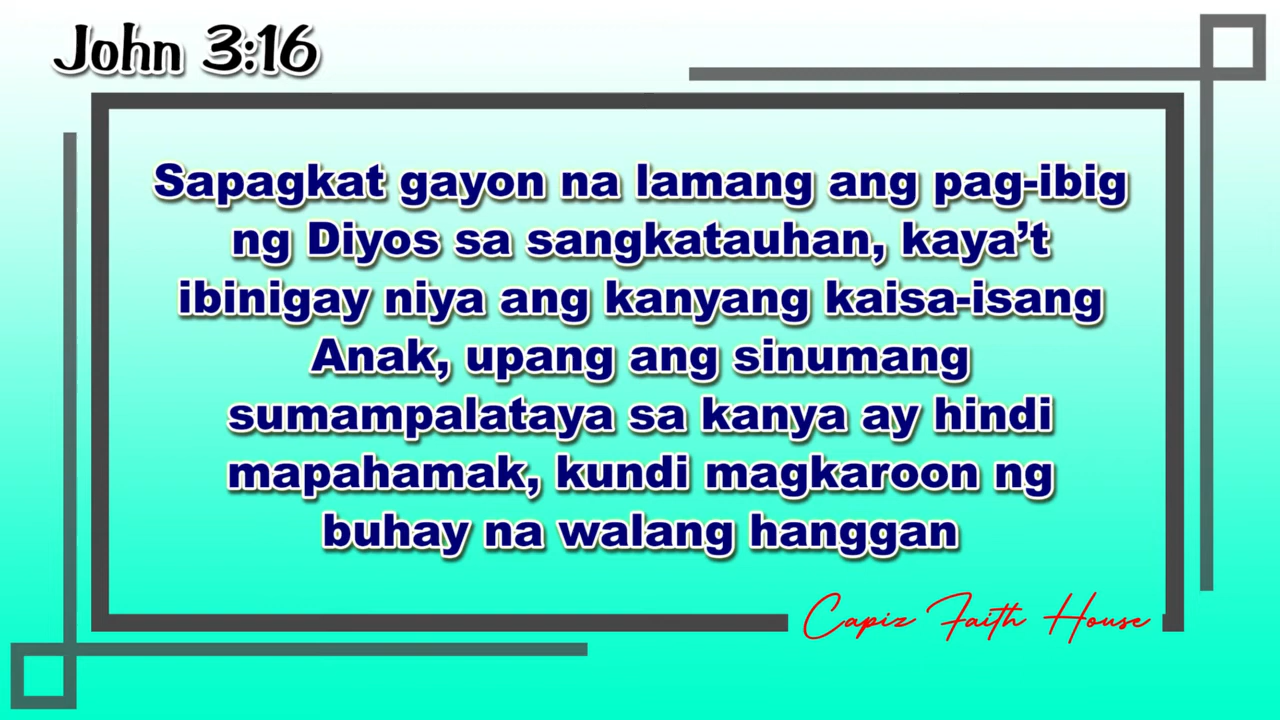 John 3:16
Sapagkat gayon na lamang ang pag-ibig
ng Diyos sa sangkatauhan, kaya’t
ibinigay niya ang kanyang kaisa-isang
Anak, upang ang sinumang
sumampalataya sa kanya ay hindi
mapahamak, kundi magkaroon ng
buhay na walang hanggan
Capiz Faith House